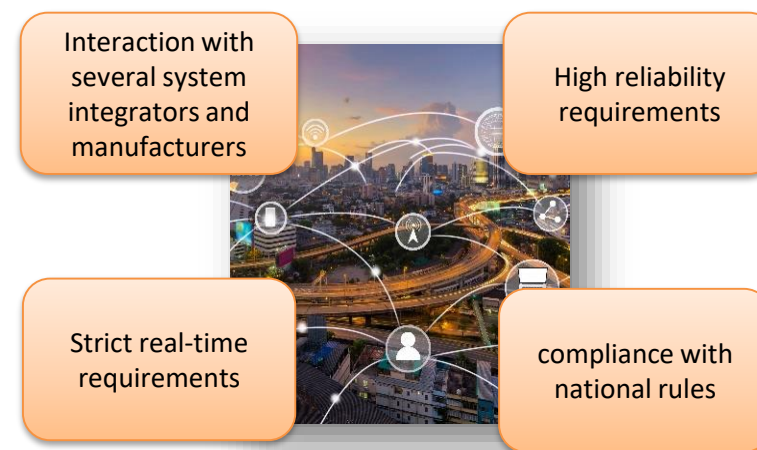 Interaction with
several system
integrators and
manufacturers
High reliability
requirements
Strict real-time
requirements
compliance with
national rules